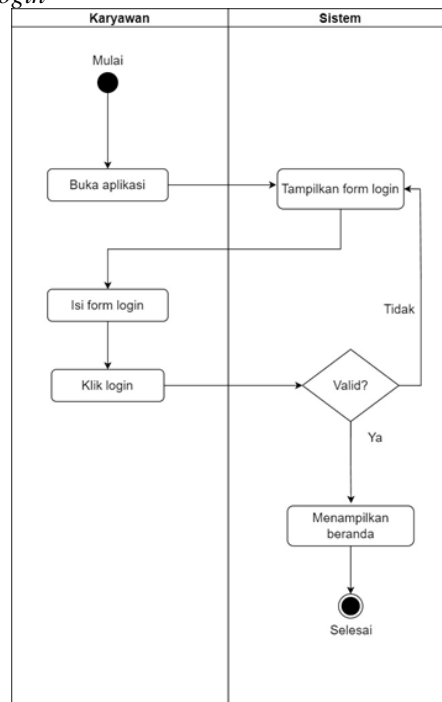 Karyawan
Sistem
Mulai
Buka aplikasi
Tampilkan form login
Isi form login
Tidak
Klik login
Valid?
Ya
Menampilkan
beranda
Selesai